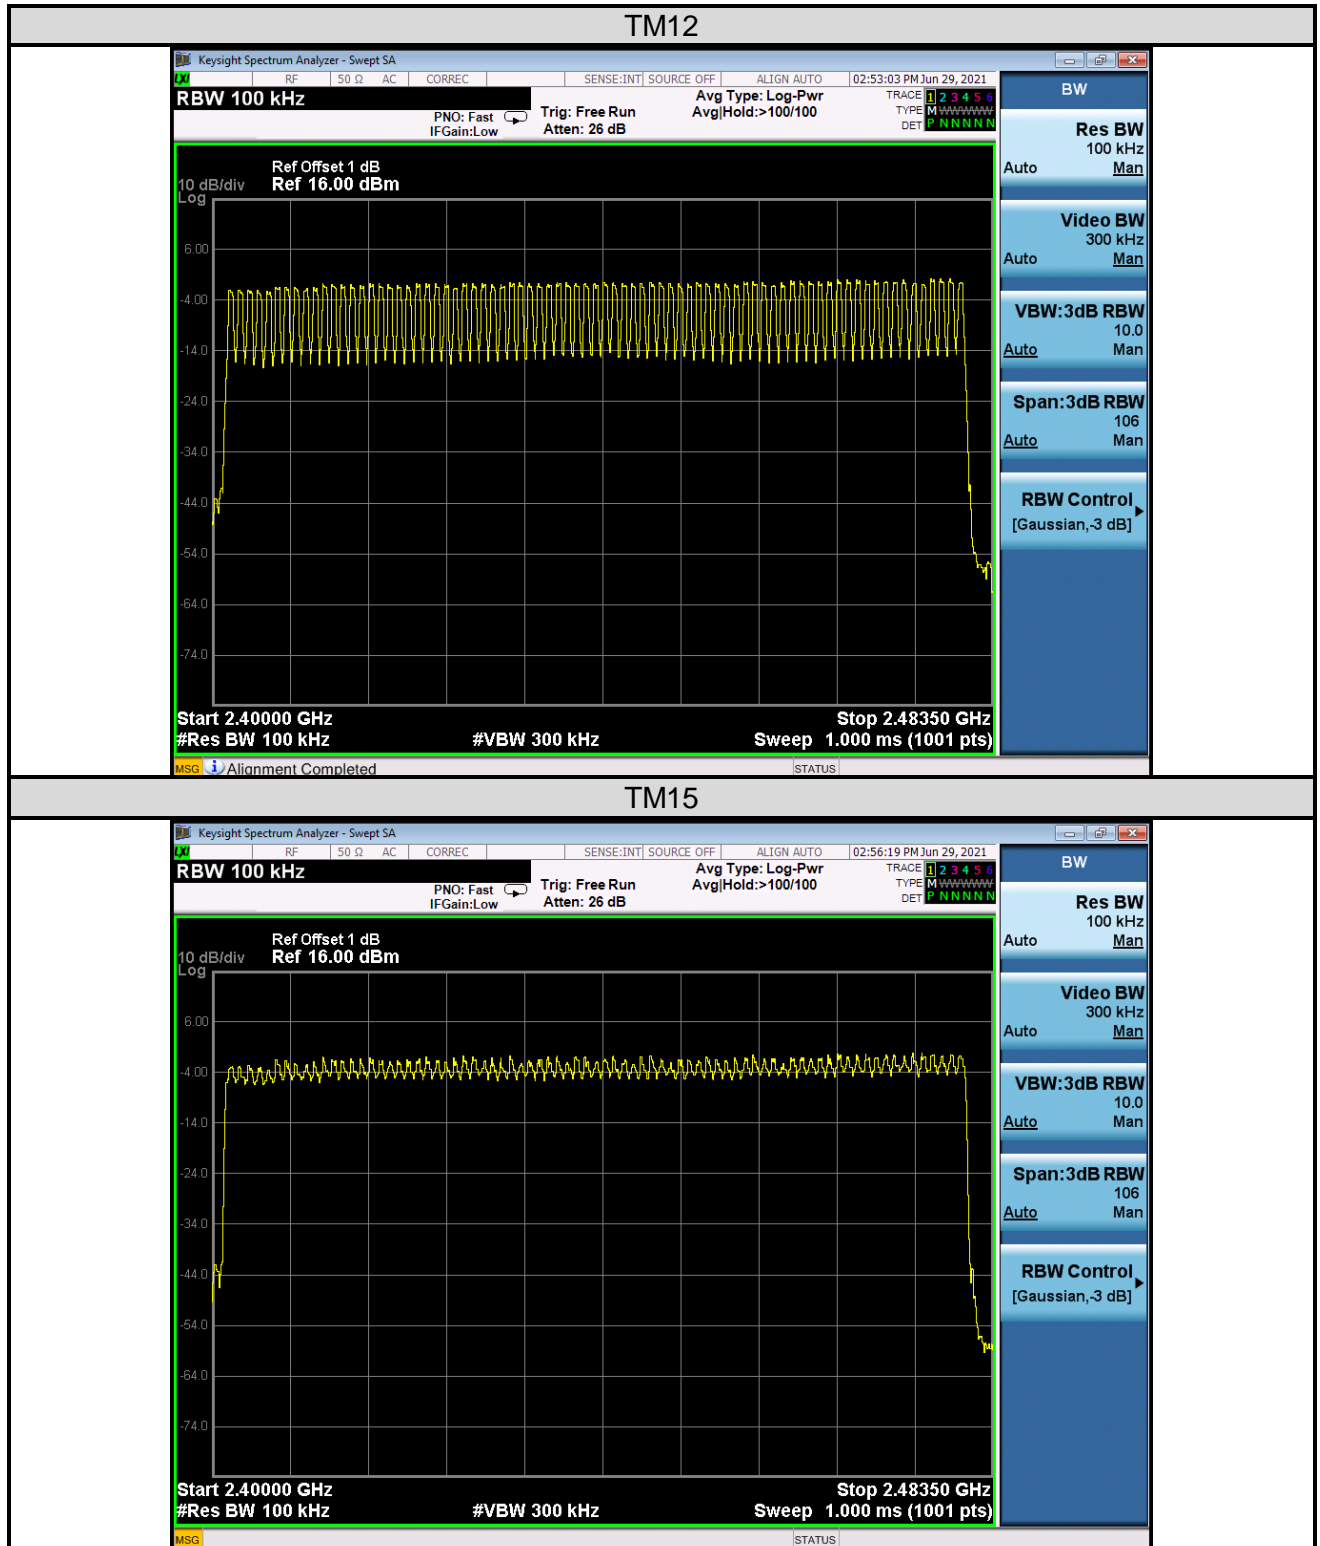 TM12
Keysight Spectrum Analyzer - Swept SA
LXI RF 50 Ω AC CORREC SENSE:INT SOURCE OFF ALIGN AUTO 02:53:03 PM Jun 29, 2021
RBW 100 kHz
PNO: Fast
IFGain:Low
Trig: Free Run
Atten: 26 dB
Avg Type: Log-Pwr
Avg|Hold:>100/100
TRACE 1 2 3 4 5 6
TYPE M WWWWW
DET P N N N N N
Ref Offset 1 dB
10 dB/div Ref 16.00 dBm
Log
6.00
-4.00
-14.0
-24.0
-34.0
-44.0
-54.0
-64.0
-74.0
Start 2.40000 GHz Stop 2.48350 GHz
#Res BW 100 kHz #VBW 300 kHz Sweep 1.000 ms (1001 pts)
MSG Alignment Completed STATUS
BW
Res BW
100 kHz
Auto Man
Video BW
300 kHz
Auto Man
VBW:3dB RBW
10.0
Auto Man
Span:3dB RBW
106
Auto Man
RBW Control
[Gaussian,-3 dB]
TM15
Keysight Spectrum Analyzer - Swept SA
LXI RF 50 Ω AC CORREC SENSE:INT SOURCE OFF ALIGN AUTO 02:56:19 PM Jun 29, 2021
RBW 100 kHz
PNO: Fast
IFGain:Low
Trig: Free Run
Atten: 26 dB
Avg Type: Log-Pwr
Avg|Hold:>100/100
TRACE 1 2 3 4 5 6
TYPE M WWWWW
DET P N N N N N
Ref Offset 1 dB
10 dB/div Ref 16.00 dBm
Log
6.00
-4.00
-14.0
-24.0
-34.0
-44.0
-54.0
-64.0
-74.0
Start 2.40000 GHz Stop 2.48350 GHz
#Res BW 100 kHz #VBW 300 kHz Sweep 1.000 ms (1001 pts)
MSG STATUS
BW
Res BW
100 kHz
Auto Man
Video BW
300 kHz
Auto Man
VBW:3dB RBW
10.0
Auto Man
Span:3dB RBW
106
Auto Man
RBW Control
[Gaussian,-3 dB]